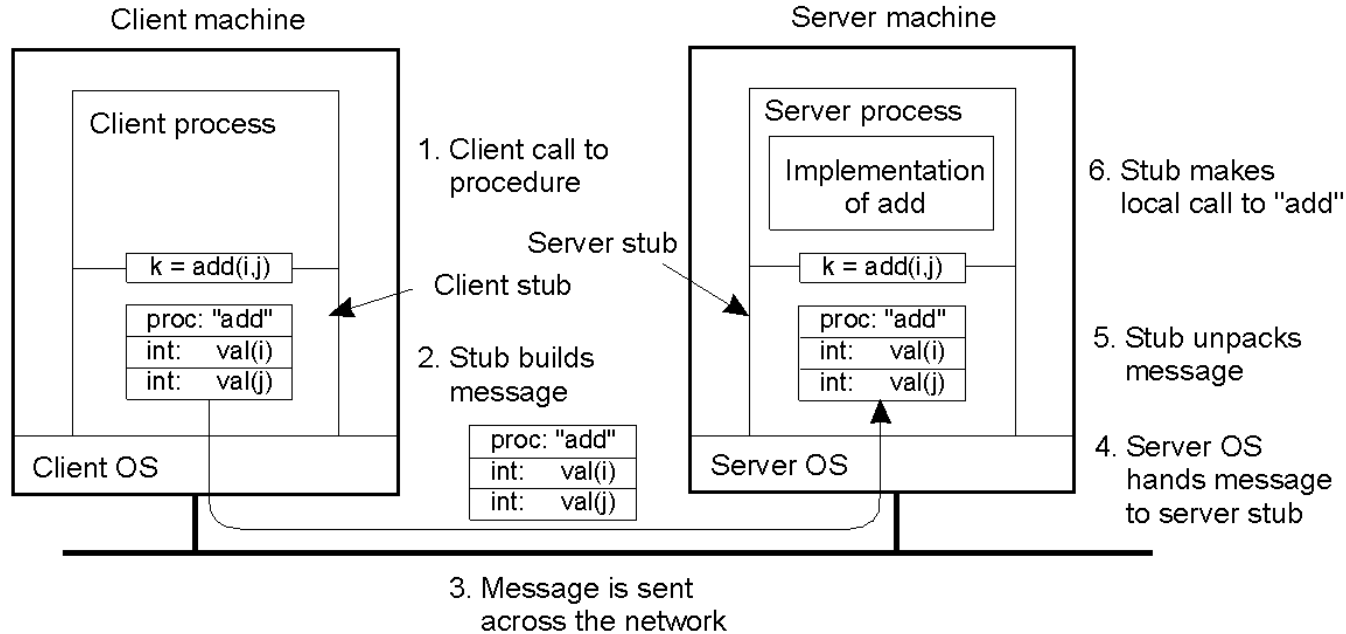 Client machine
Server machine
Client process
1. Client call to
procedure
k = add(i,j)
Client stub
proc: "add"
int: val(i)
int: val(j)
2. Stub builds
message
proc: "add"
int: val(i)
int: val(j)
Client OS
3. Message is sent
across the network
Server process
Implementation
of add
Server stub
k = add(i,j)
proc: "add"
int: val(i)
int: val(j)
Server OS
6. Stub makes
local call to "add"
5. Stub unpacks
message
4. Server OS
hands message
to server stub